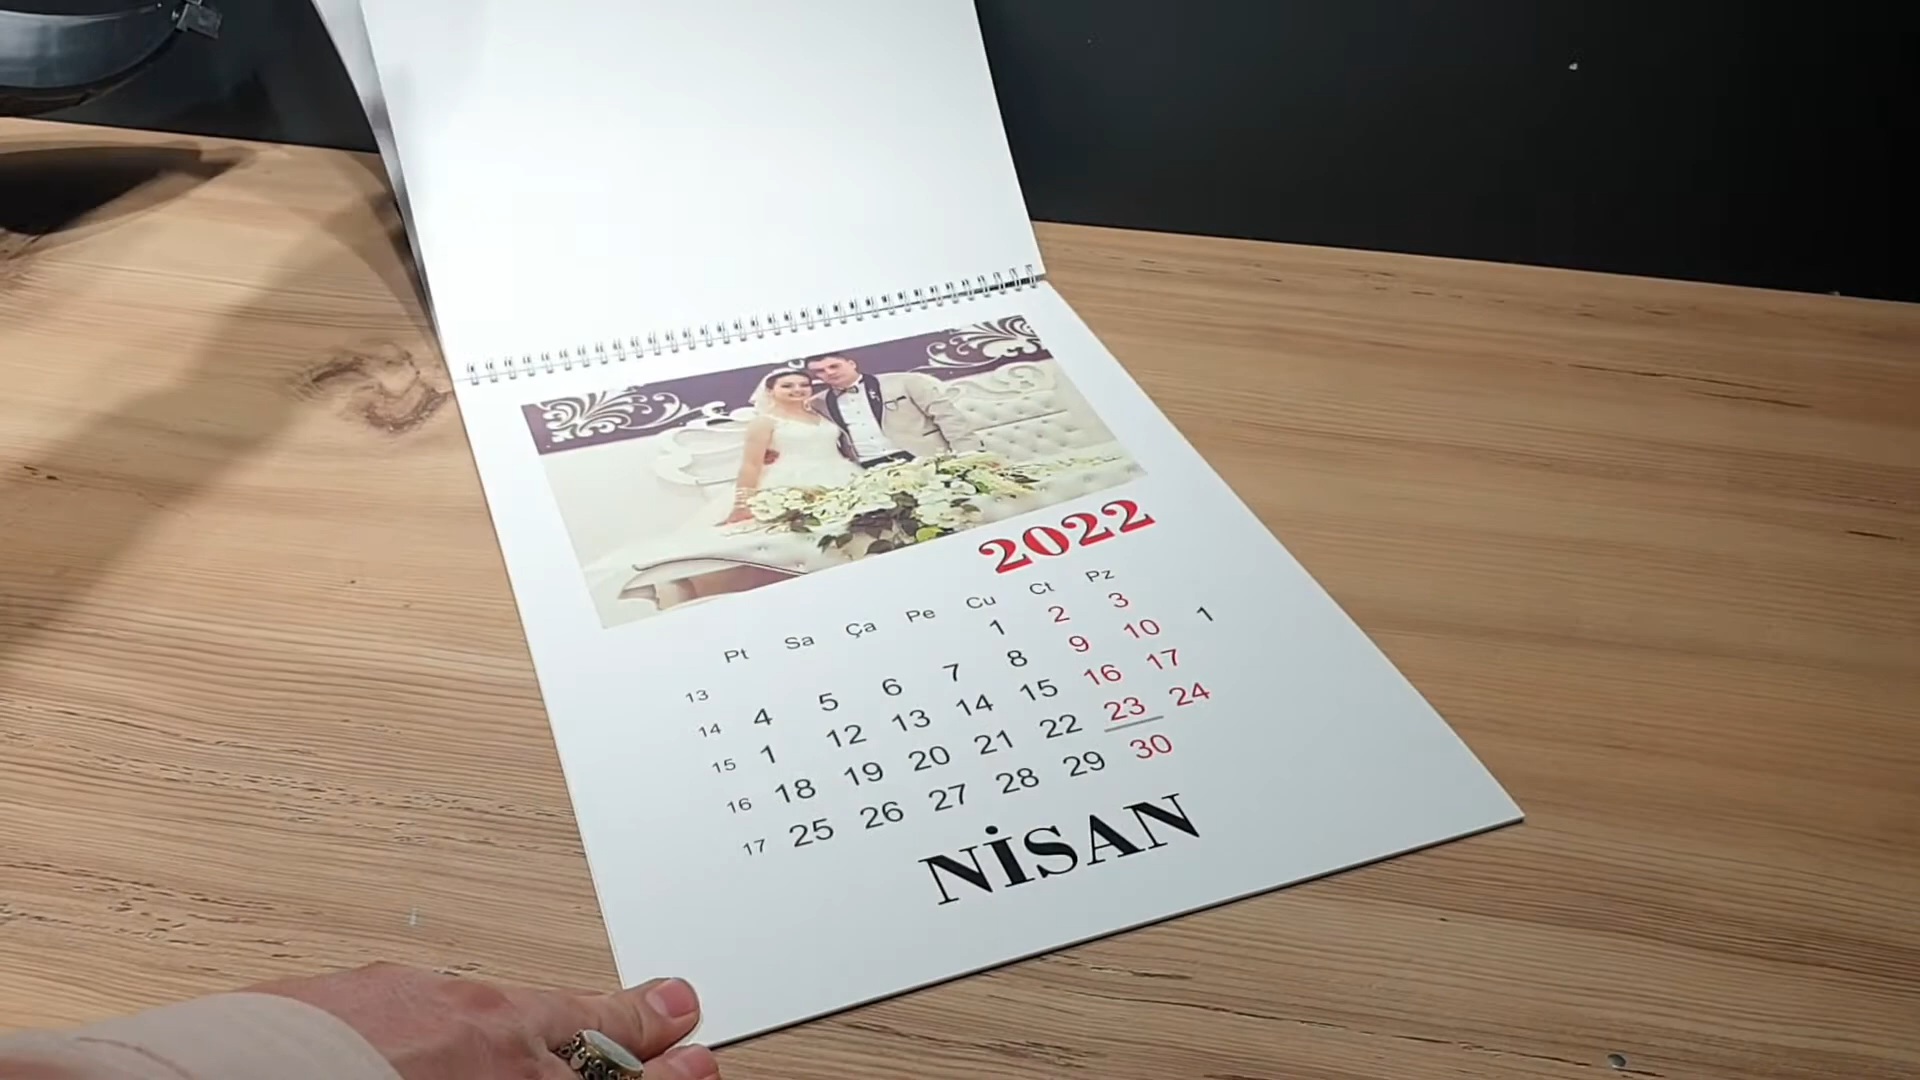 2022
Pt Sa Ça Pe Cu Ct Pz
13 1 2 3
14 4 5 6 7 8 9 10 1
15 1 12 13 14 15 16 17
16 18 19 20 21 22 23 24
17 25 26 27 28 29 30
NİSAN